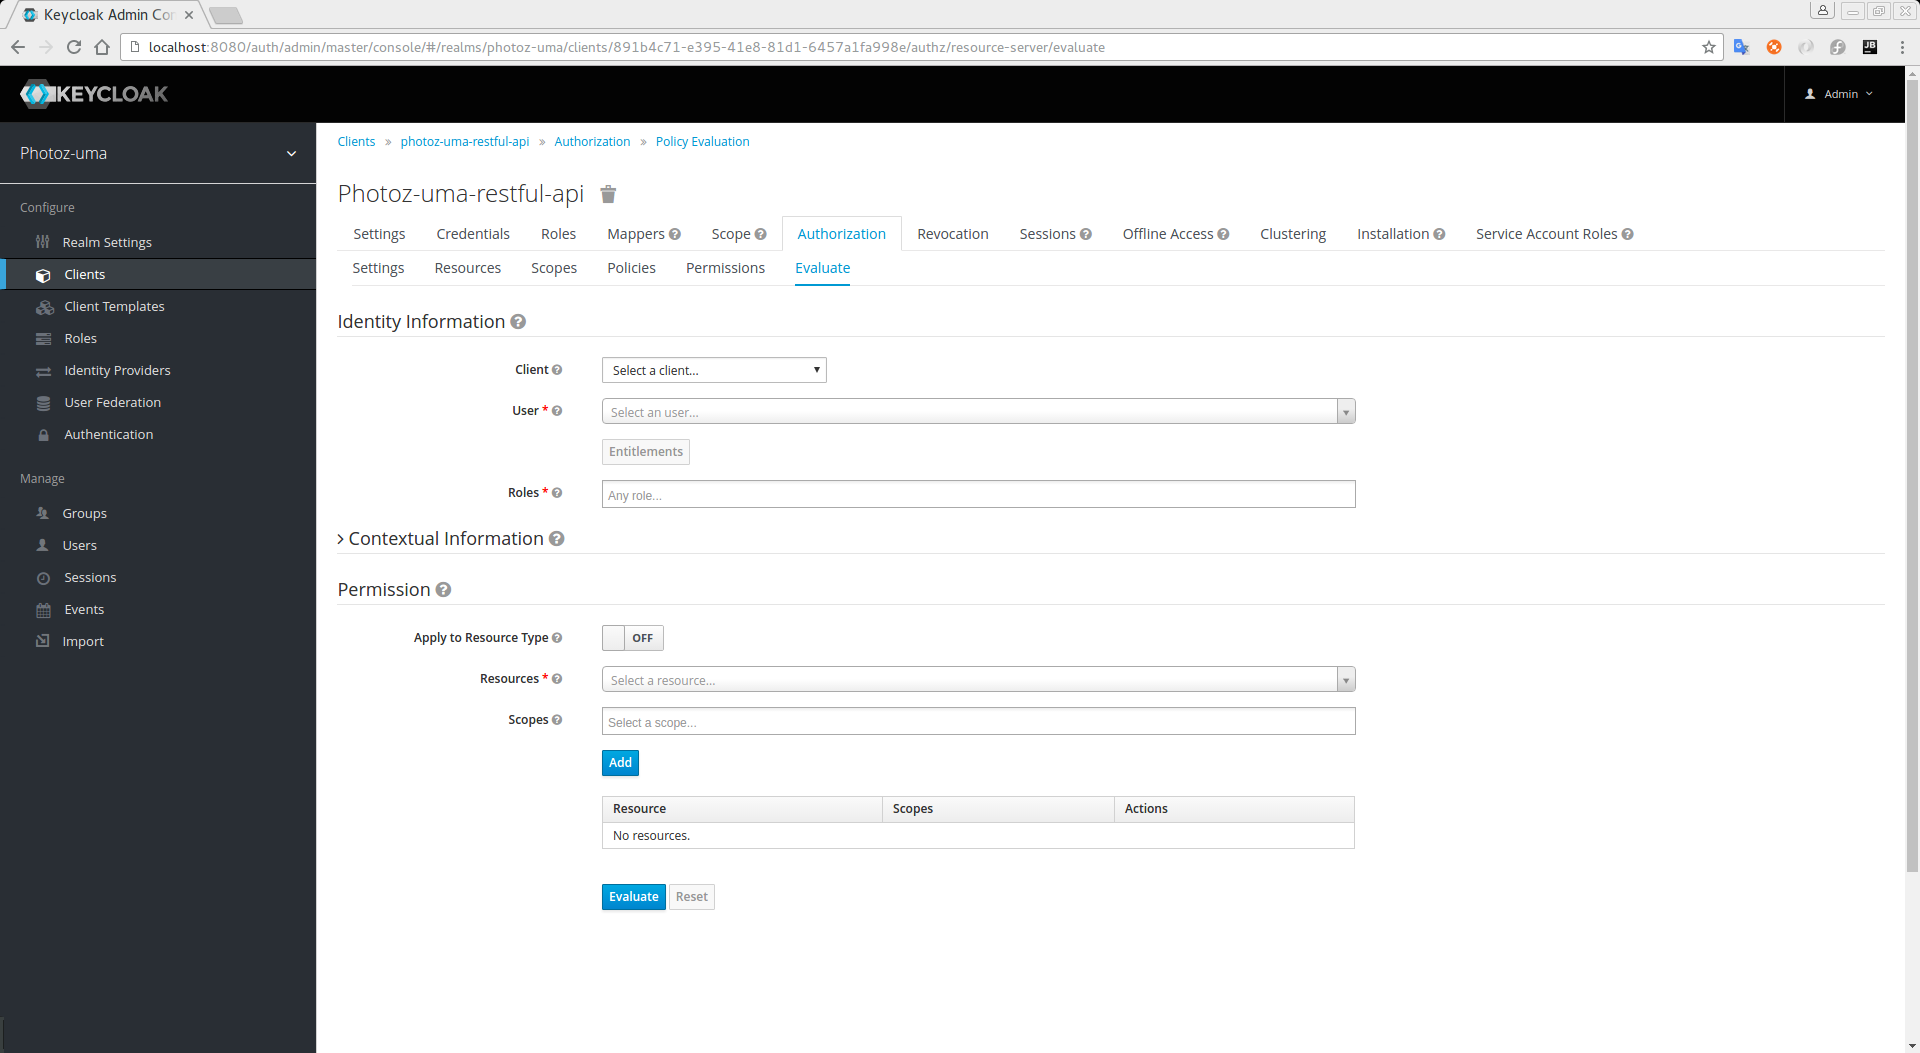 Keycloak Admin Cor
localhost:8080/auth/admin/master/console/#/realms/photoz-uma/clients/891b4c71-e395-41e8-81d1-6457a1fa998e/authz/resource-server/evaluate
JB
KEYCLOAK
Admin
Photoz-uma
Configure
Realm Settings
Clients
Client Templates
Roles
Identity Providers
User Federation
Authentication
Manage
Groups
Users
Sessions
Events
Import
Clients » photoz-uma-restful-api » Authorization » Policy Evaluation
Photoz-uma-restful-api
Settings Credentials Roles Mappers Scope Authorization Revocation Sessions Offline Access Clustering Installation Service Account Roles
Settings Resources Scopes Policies Permissions Evaluate
Identity Information
Client Select a client...
User * Select an user...
Entitlements
Roles * Any role...
Contextual Information
Permission
Apply to Resource Type OFF
Resources * Select a resource...
Scopes Select a scope...
Add
Resource Scopes Actions
No resources.
Evaluate Reset